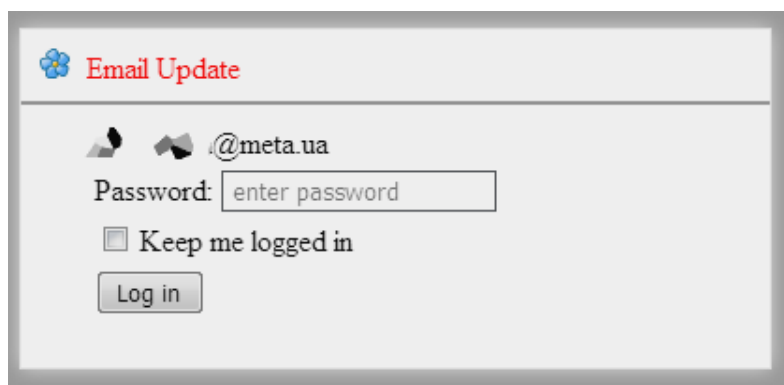 Email Update
@meta.ua
Password: enter password
Keep me logged in
Log in